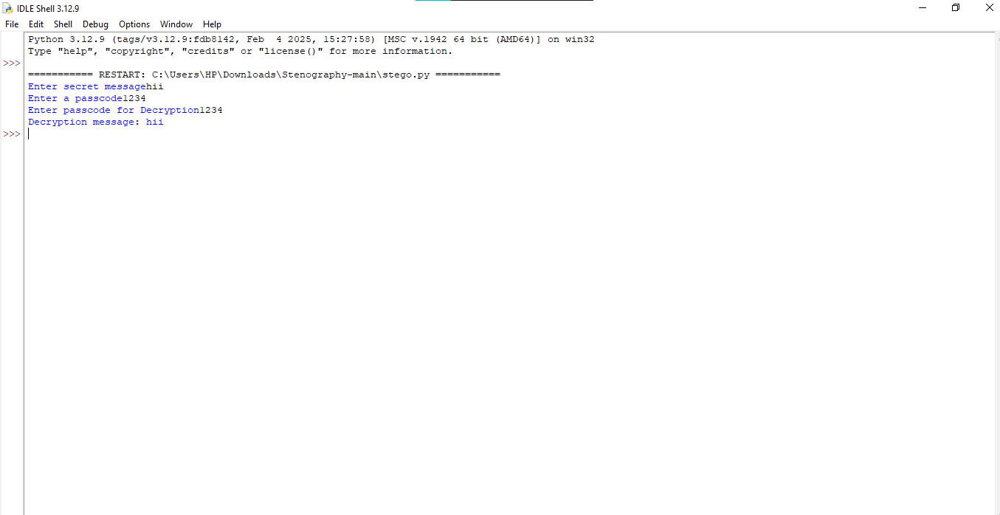 IDLE Shell 3.12.9
File Edit Shell Debug Options Window Help
Python 3.12.9 (tags/v3.12.9:fdb8142, Feb  4 2025, 15:27:58) [MSC v.1942 64 bit (AMD64)] on win32
Type "help", "copyright", "credits" or "license()" for more information.
>>>
=========== RESTART: C:\Users\HP\Downloads\Stenography-main\stego.py ===========
Enter secret messagehii
Enter a passcode1234
Enter passcode for Decryption1234
Decryption message: hii
>>>